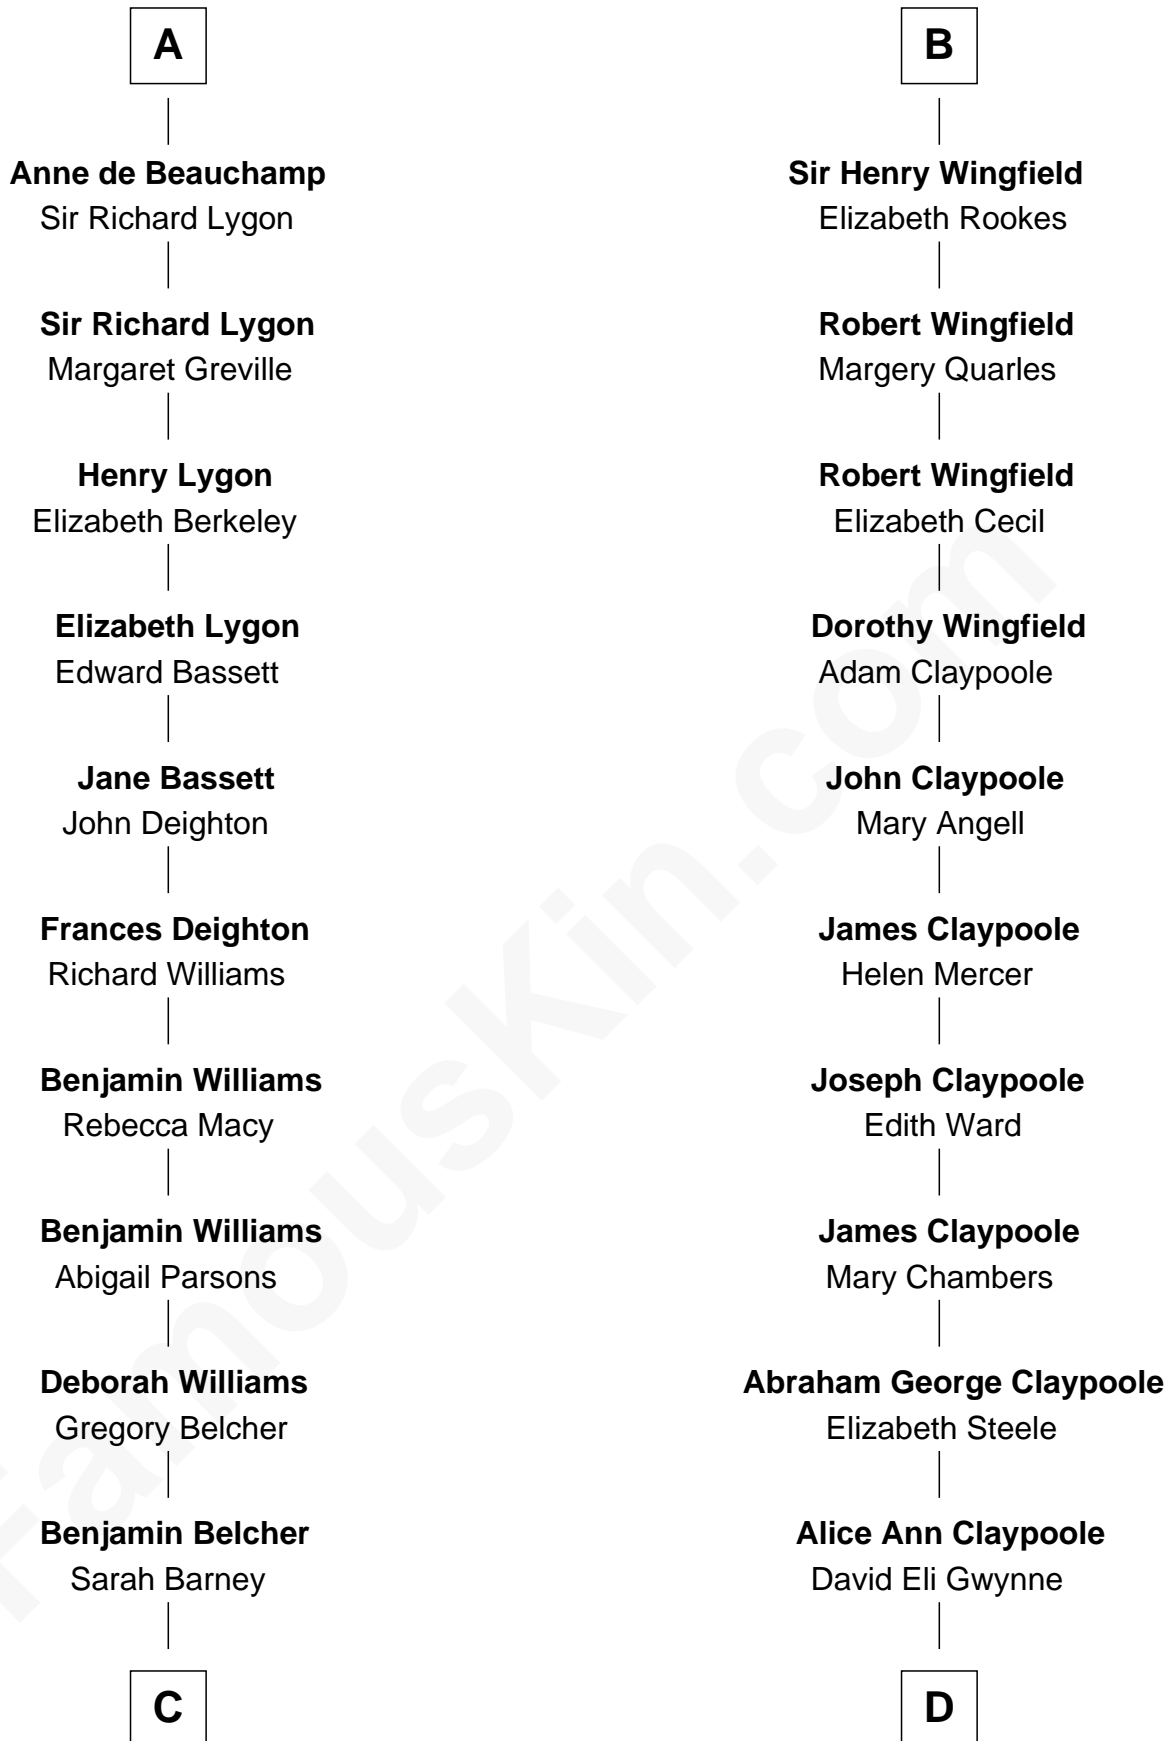 A
Anne de Beauchamp
Sir Richard Lygon
Sir Richard Lygon
Margaret Greville
Henry Lygon
Elizabeth Berkeley
Elizabeth Lygon
Edward Bassett
Jane Bassett
John Deighton
Frances Deighton
Richard Williams
Benjamin Williams
Rebecca Macy
Benjamin Williams
Abigail Parsons
Deborah Williams
Gregory Belcher
Benjamin Belcher
Sarah Barney
C
B
Sir Henry Wingfield
Elizabeth Rookes
Robert Wingfield
Margery Quarles
Robert Wingfield
Elizabeth Cecil
Dorothy Wingfield
Adam Claypoole
John Claypoole
Mary Angell
James Claypoole
Helen Mercer
Joseph Claypoole
Edith Ward
James Claypoole
Mary Chambers
Abraham George Claypoole
Elizabeth Steele
Alice Ann Claypoole
David Eli Gwynne
D
FamousKin.com